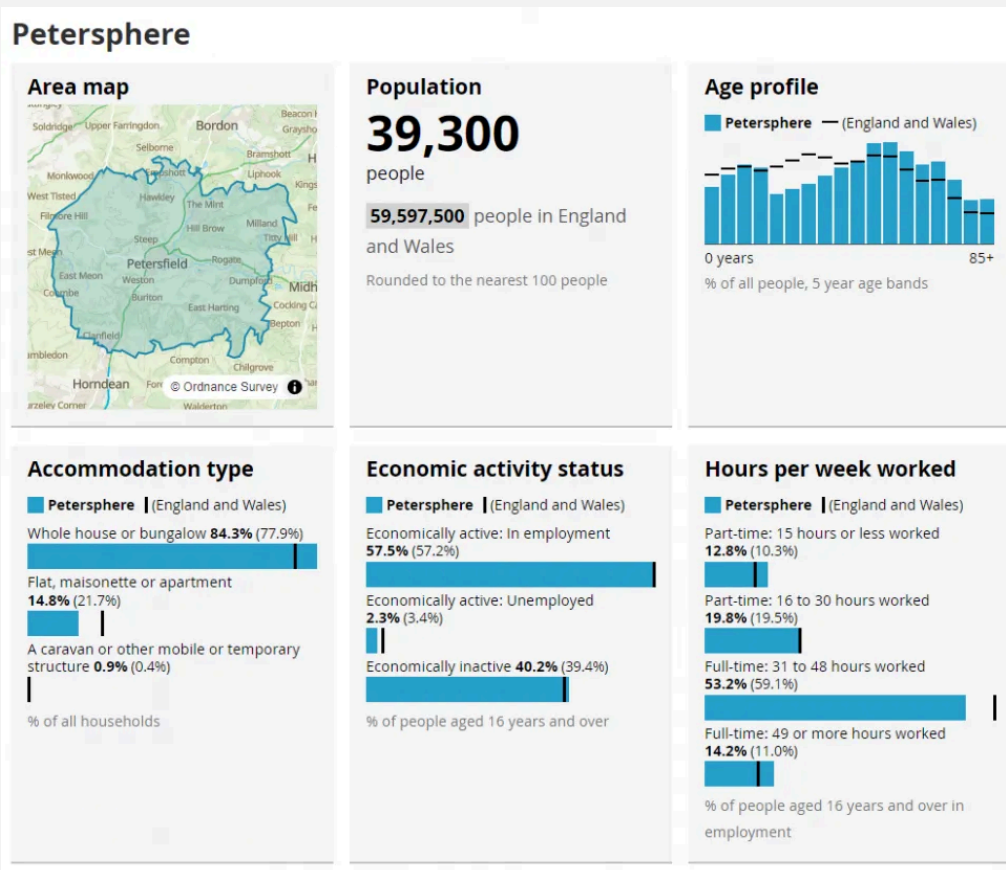 Petersphere
Area map
Soldridge
Upper Farringdon
Bordon
Selborne
Bramshott
Monkwood
Liphook
West Tisted
Hawkley
The Mint
Hill Brow
Milland
Steep
Petersfield
Rogate
East Meon
Weston
Buriton
East Harting
Bepton
Clanfield
Compton
Chilgrove
Horndean
© Ordnance Survey
Walderton
Population
39,300
people
59,597,500 people in England
and Wales
Rounded to the nearest 100 people
Age profile
Petersphere — (England and Wales)
0 years 85+
% of all people, 5 year age bands
Accommodation type
Petersphere (England and Wales)
Whole house or bungalow 84.3% (77.9%)
Flat, maisonette or apartment
14.8% (21.7%)
A caravan or other mobile or temporary
structure 0.9% (0.4%)
% of all households
Economic activity status
Petersphere (England and Wales)
Economically active: In employment
57.5% (57.2%)
Economically active: Unemployed
2.3% (3.4%)
Economically inactive 40.2% (39.4%)
% of people aged 16 years and over
Hours per week worked
Petersphere (England and Wales)
Part-time: 15 hours or less worked
12.8% (10.3%)
Part-time: 16 to 30 hours worked
19.8% (19.5%)
Full-time: 31 to 48 hours worked
53.2% (59.1%)
Full-time: 49 or more hours worked
14.2% (11.0%)
% of people aged 16 years and over in
employment